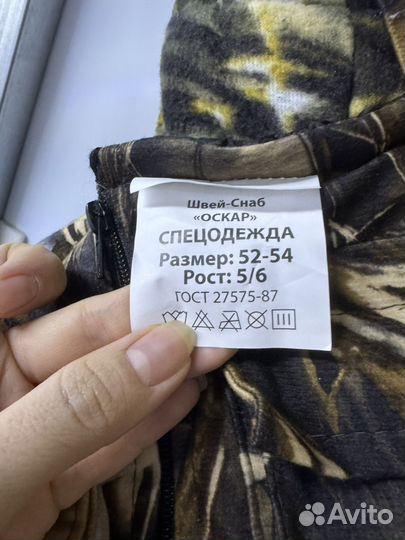 Швей-Снаб
«ОСКАР»
СПЕЦОДЕЖДА
Размер: 52-54
Рост: 5/6
ГОСТ 27575-87
Avito